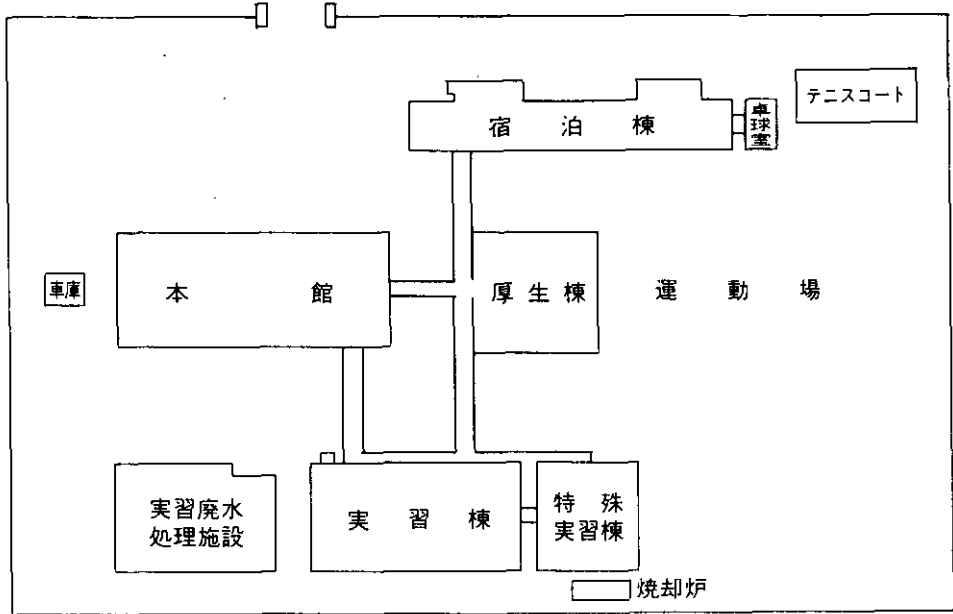 テニスコート
卓球室
宿泊棟
車庫
本館
厚生棟
運動場
実習廃水
処理施設
実習棟
特殊
実習棟
焼却炉